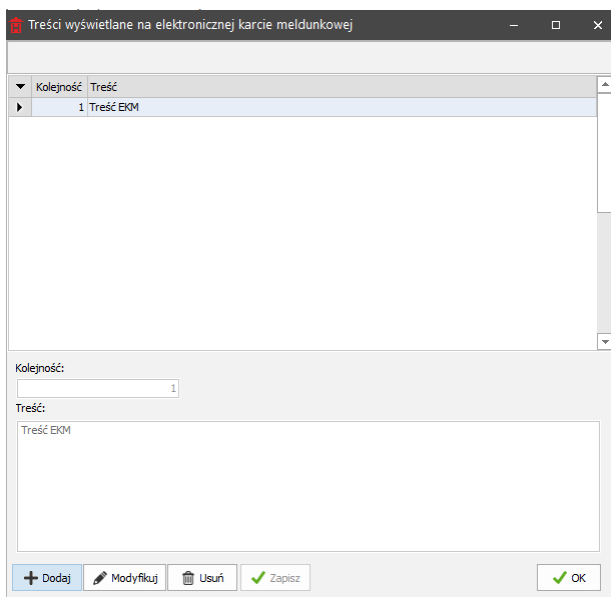 Treści wyświetlane na elektronicznej karcie meldunkowej
Kolejność Treść
1 Treść EKM
Kolejność:
1
Treść:
Treść EKM
Dodaj Modyfikuj Usuń Zapisz OK